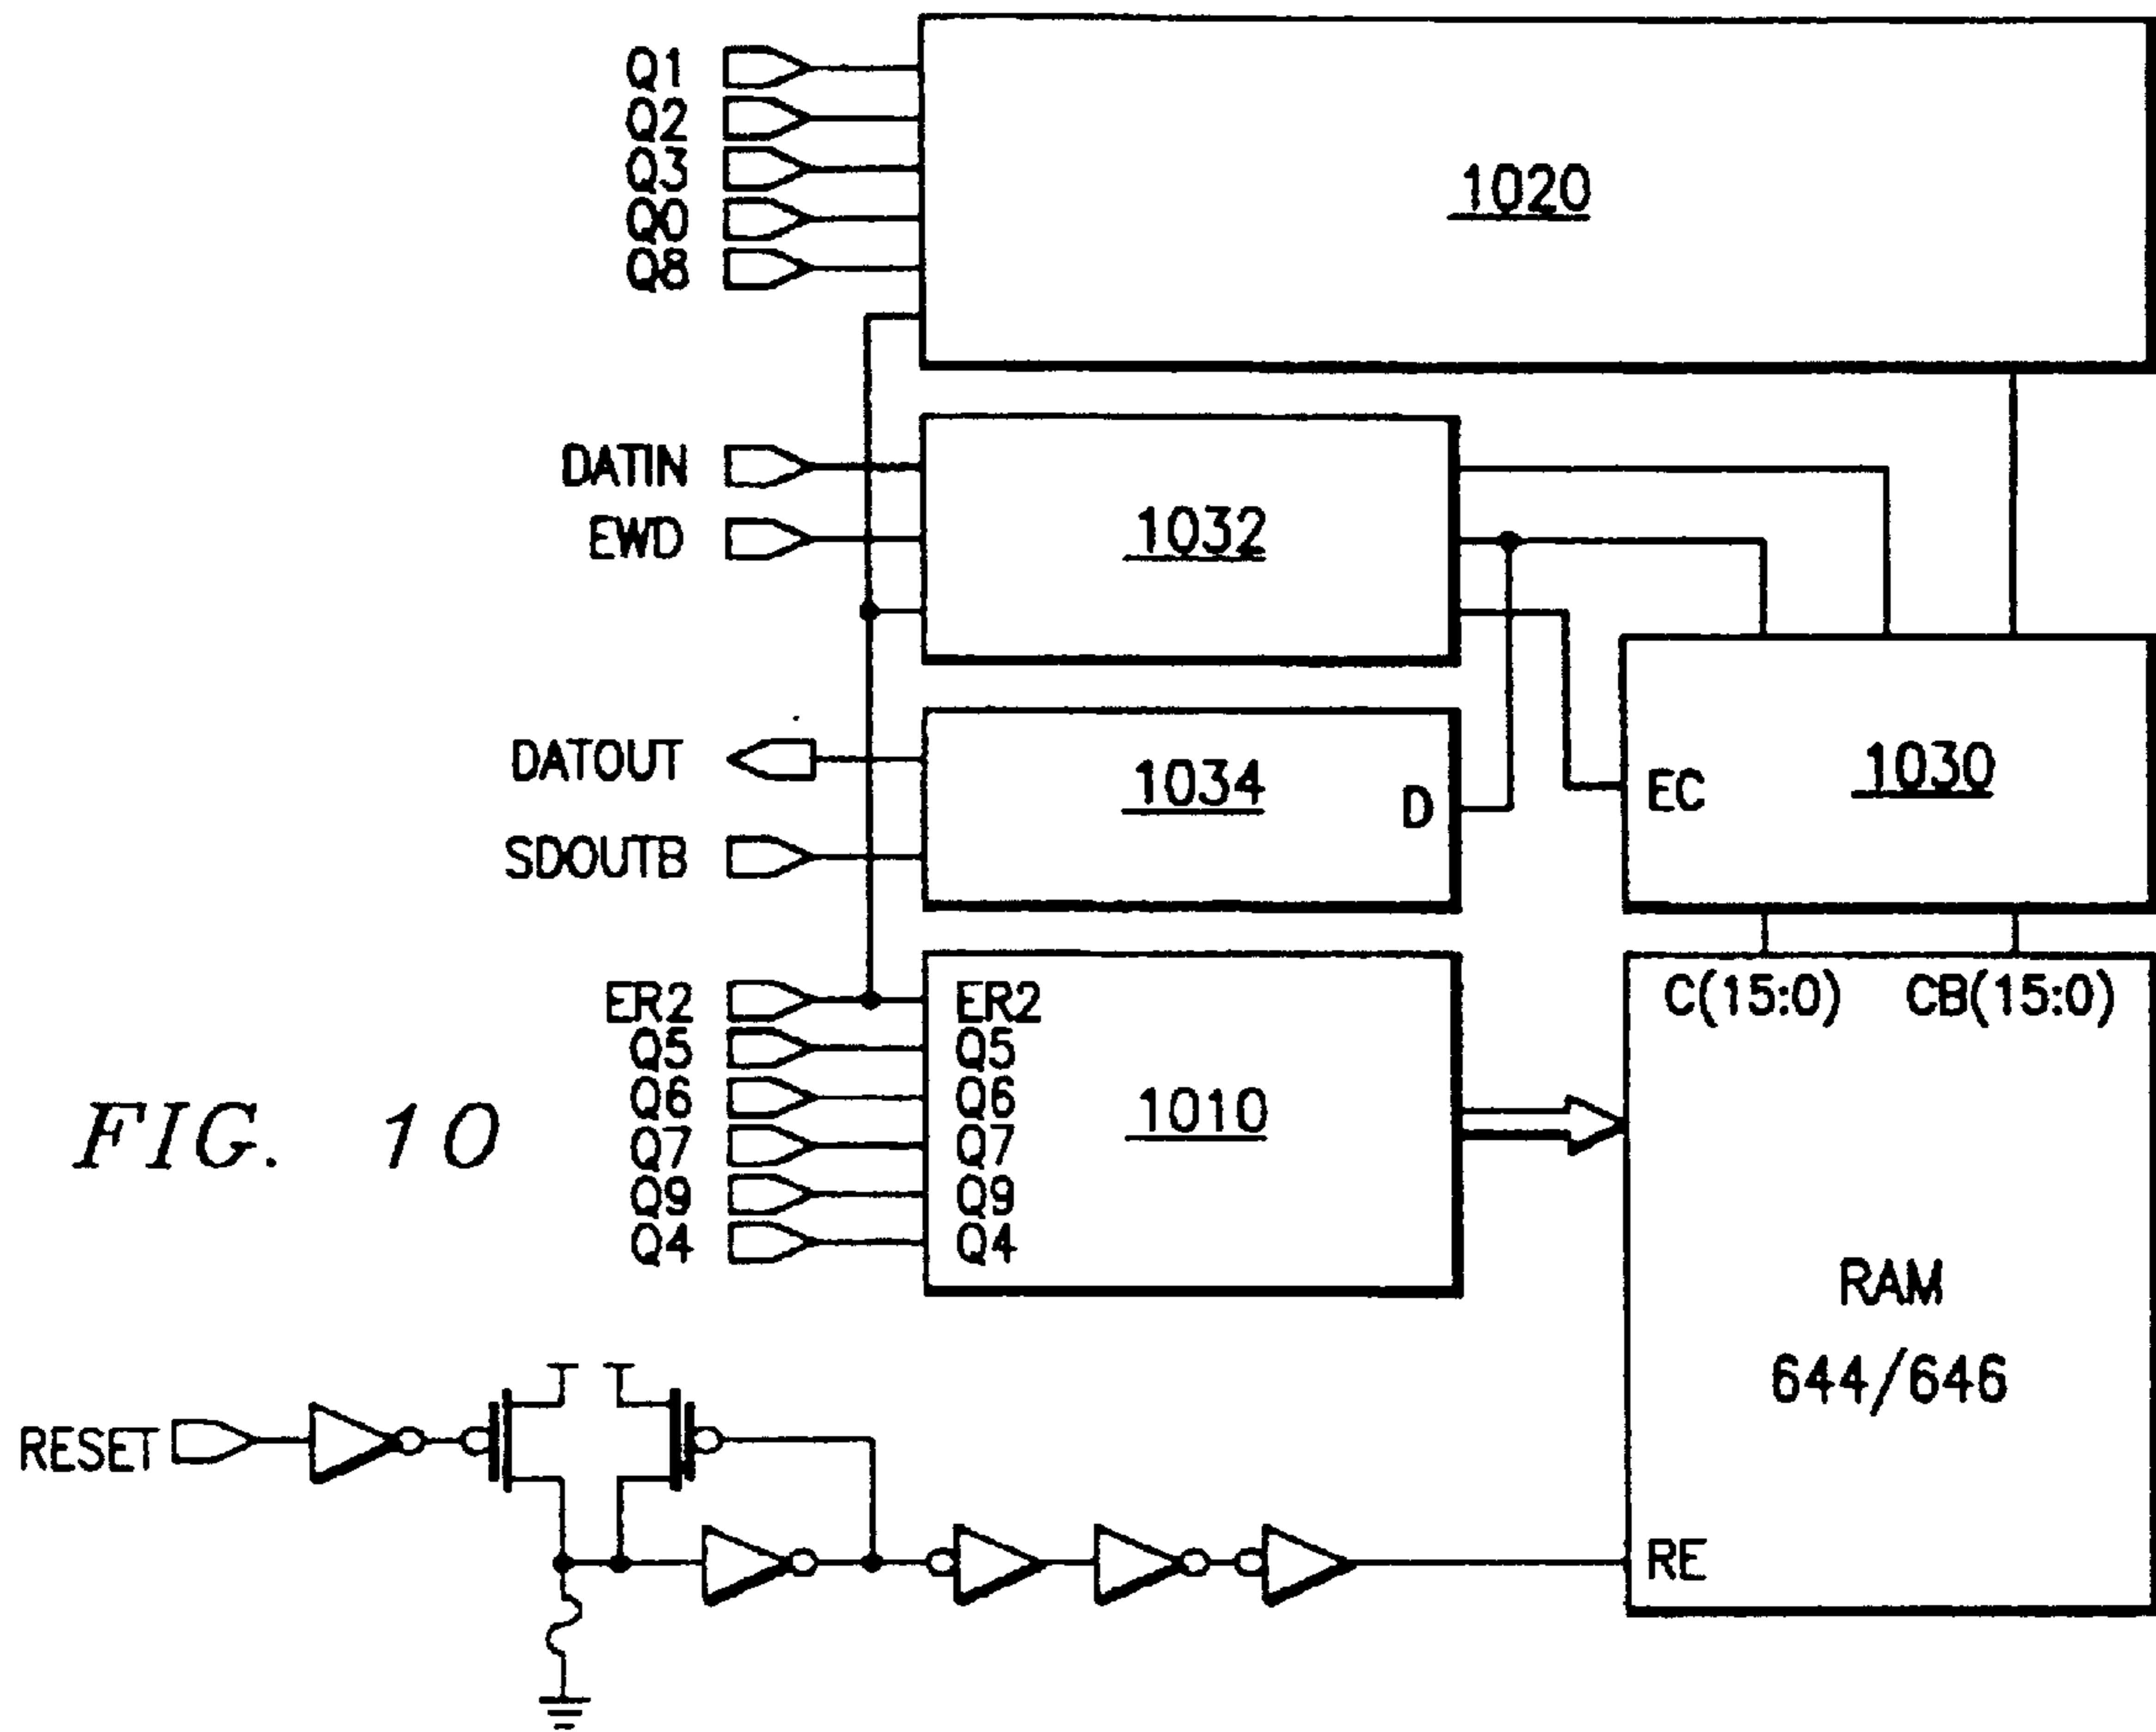 Q1
Q2
Q3
Q0
Q8
1020
DATIN
EWD
1032
DATOUT
SDOUTB
1034
D
EC
1030
ER2
Q5
Q6
Q7
Q9
Q4
ER2
Q5
Q6
Q7
Q9
Q4
1010
C(15:0) CB(15:0)
RAM
644/646
RE
FIG. 10
RESET